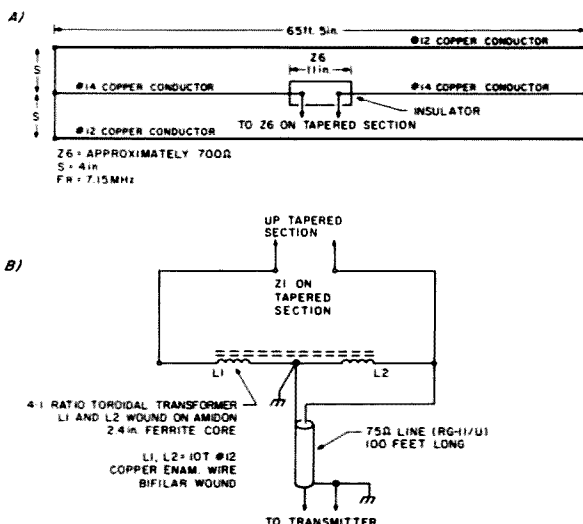 A)
65ft. 5in.
#12 COPPER CONDUCTOR
Z6
11in
S
#14 COPPER CONDUCTOR
#14 COPPER CONDUCTOR
INSULATOR
S
TO Z6 ON TAPERED SECTION
#12 COPPER CONDUCTOR
Z6 = APPROXIMATELY 700Ω
S = 4in
FR = 7.15MHz
UP TAPERED
SECTION
B)
Z1 ON
TAPERED
SECTION
L1
L2
4:1 RATIO TOROIDAL TRANSFORMER
L1 AND L2 WOUND ON AMIDON
2.4in. FERRITE CORE
75Ω LINE (RG-11/U)
100 FEET LONG
L1, L2=10T #12
COPPER ENAM. WIRE
BIFILAR WOUND
TO TRANSMITTER